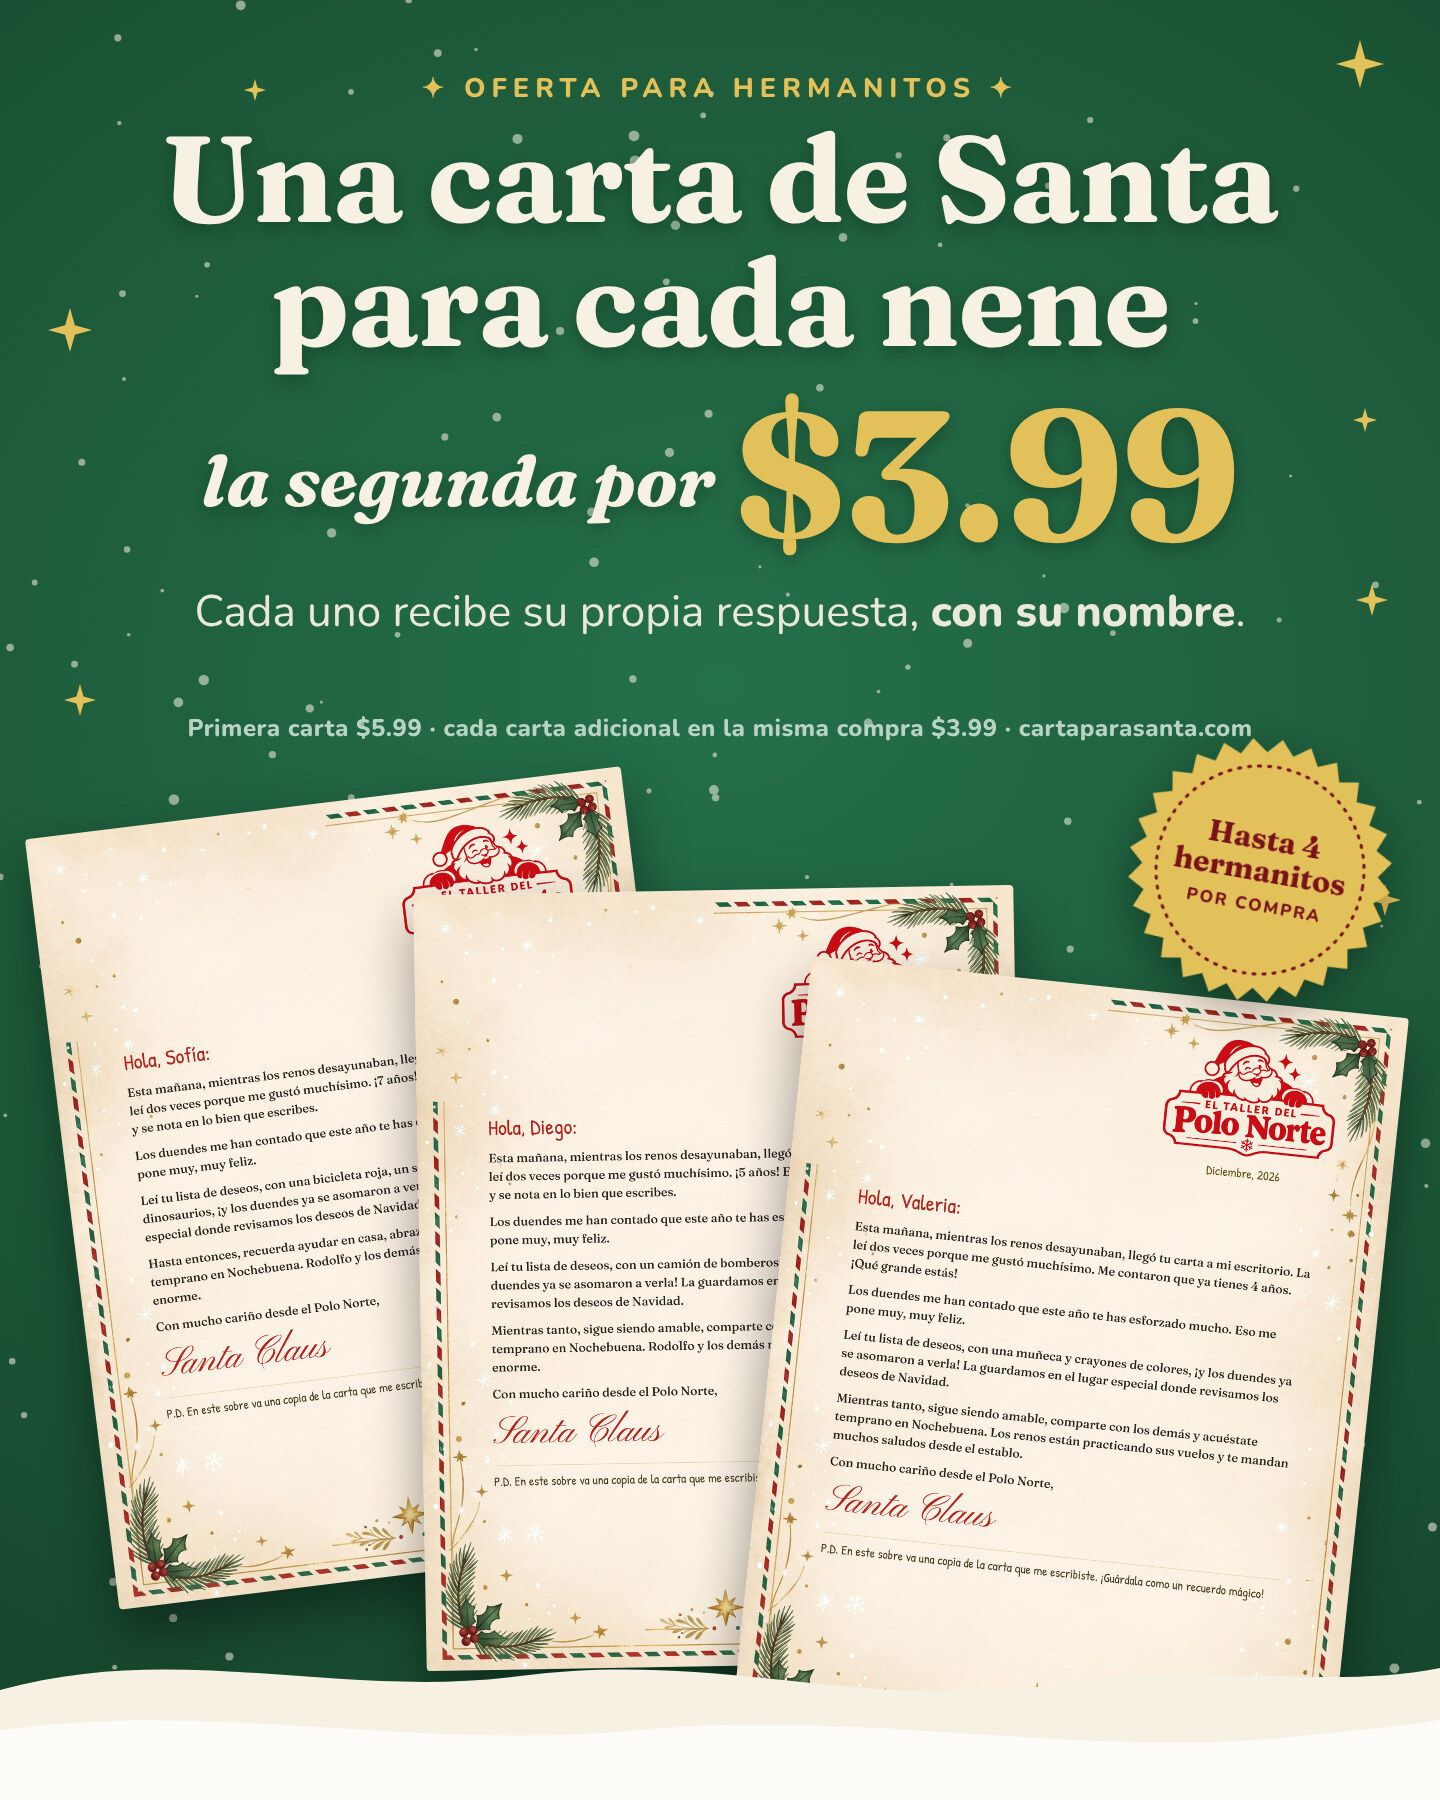 OFERTA PARA HERMANITOS
Una carta de Santa
para cada nene
la segunda por $3.99
Cada uno recibe su propia respuesta, con su nombre.
Primera carta $5.99 · cada carta adicional en la misma compra $3.99 · cartaparasanta.com
Hasta 4
hermanitos
POR COMPRA
EL TALLER DEL
Hola, Sofía:
Esta mañana, mientras los renos desayunaban,
leí dos veces porque me gustó muchísimo. ¡7 años!
y se nota en lo bien que escribes.
Los duendes me han contado que este año te has
pone muy, muy feliz.
Leí tu lista de deseos, con una bicicleta roja, un
dinosaurios, ¡y los duendes ya se asomaron a
especial donde revisamos los deseos de Navidad
Hasta entonces, recuerda ayudar en casa,
temprano en Nochebuena. Rodolfo y los demás
enorme.
Con mucho cariño desde el Polo Norte,
Santa Claus
P.D. En este sobre va una copia de la carta que me
Hola, Diego:
Esta mañana, mientras los renos desayunaban, llegó
leí dos veces porque me gustó muchísimo. ¡5 años!
y se nota en lo bien que escribes.
Los duendes me han contado que este año te has
pone muy, muy feliz.
Leí tu lista de deseos, con un camión de bomberos
duendes ya se asomaron a verla! La guardamos
revisamos los deseos de Navidad.
Mientras tanto, sigue siendo amable, comparte
temprano en Nochebuena. Rodolfo y los demás
enorme.
Con mucho cariño desde el Polo Norte,
Santa Claus
P.D. En este sobre va una copia de la carta que me
EL TALLER DEL
Polo Norte
Diciembre, 2026
Hola, Valeria:
Esta mañana, mientras los renos desayunaban, llegó tu carta a mi escritorio. La
leí dos veces porque me gustó muchísimo. Me contaron que ya tienes 4 años.
¡Qué grande estás!
Los duendes me han contado que este año te has esforzado mucho. Eso me
pone muy, muy feliz.
Leí tu lista de deseos, con una muñeca y crayones de colores, ¡y los duendes ya
se asomaron a verla! La guardamos en el lugar especial donde revisamos los
deseos de Navidad.
Mientras tanto, sigue siendo amable, comparte con los demás y acuéstate
temprano en Nochebuena. Los renos están practicando sus vuelos y te mandan
muchos saludos desde el establo.
Con mucho cariño desde el Polo Norte,
Santa Claus
P.D. En este sobre va una copia de la carta que me escribiste. ¡Guárdala como un recuerdo mágico!